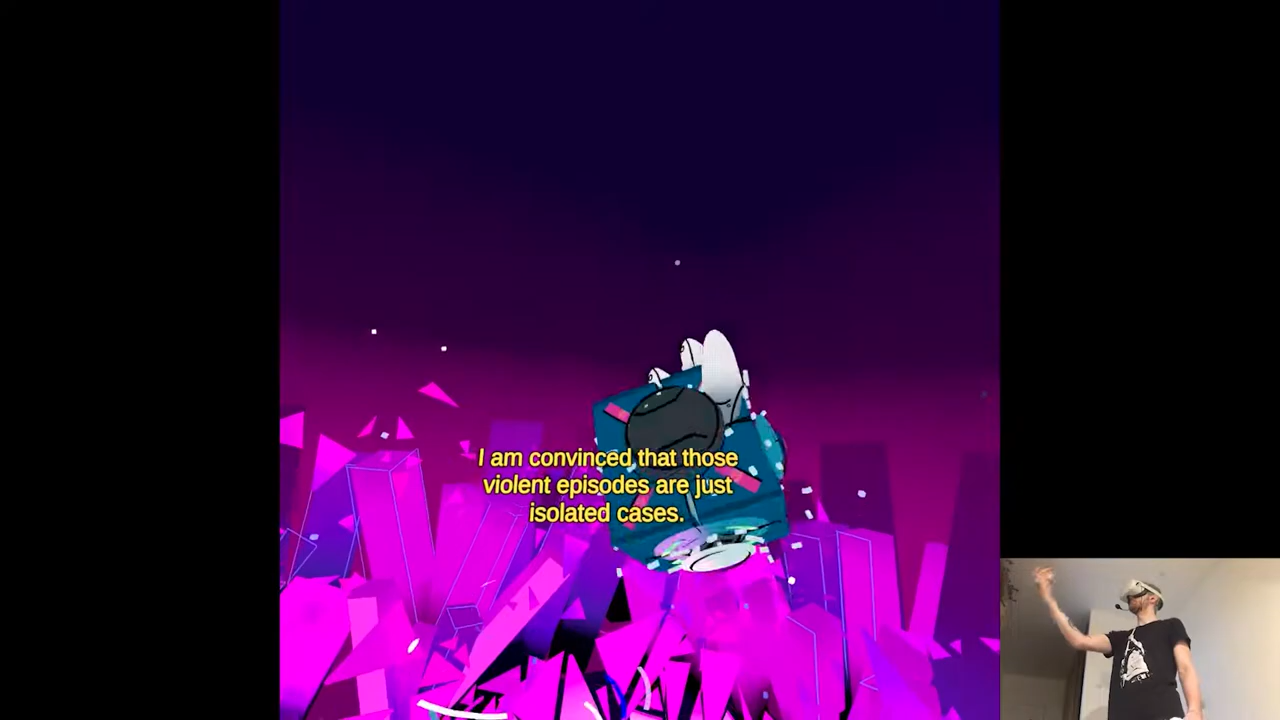 I am convinced that those
violent episodes are just
isolated cases.